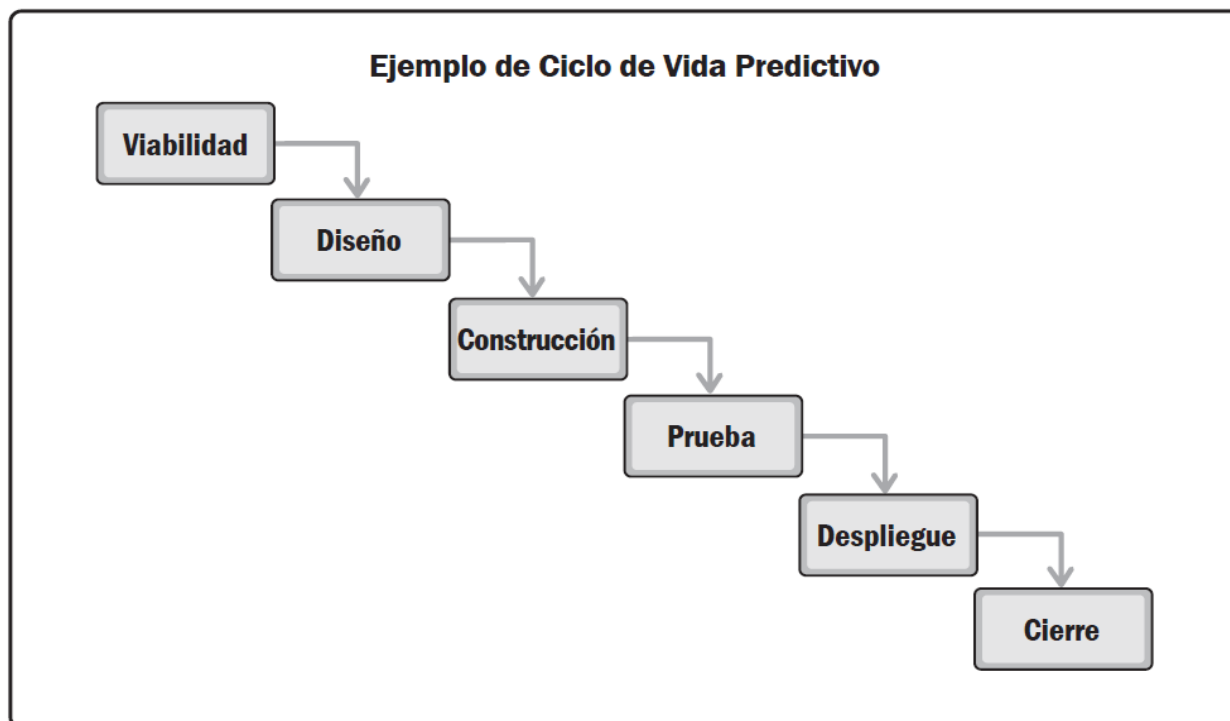 Ejemplo de Ciclo de Vida Predictivo
Viabilidad
Diseño
Construcción
Prueba
Despliegue
Cierre